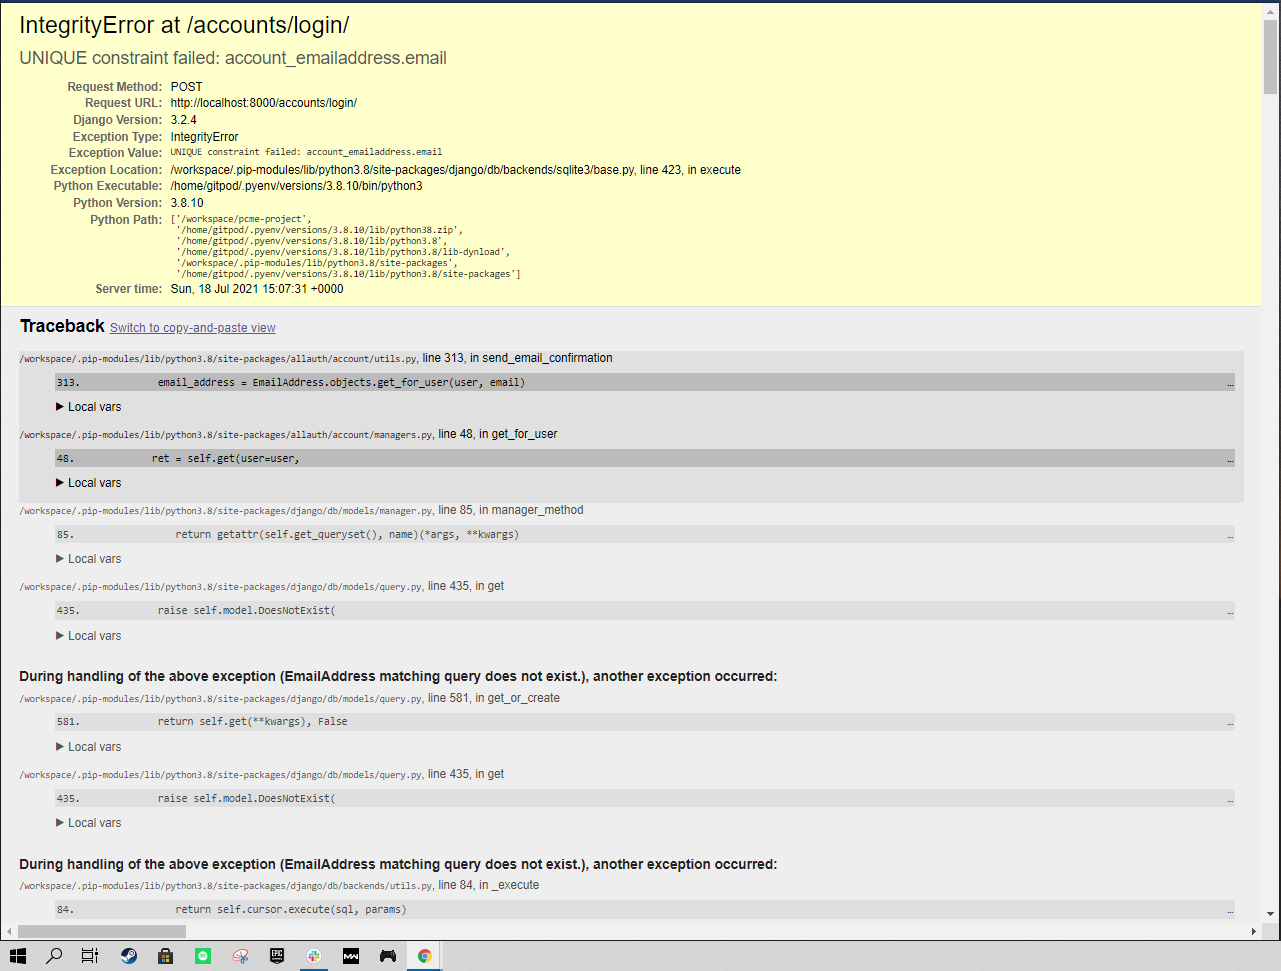 IntegrityError at /accounts/login/
UNIQUE constraint failed: account_emailaddress.email
Request Method: POST
Request URL: http://localhost:8000/accounts/login/
Django Version: 3.2.4
Exception Type: IntegrityError
Exception Value: UNIQUE constraint failed: account_emailaddress.email
Exception Location: /workspace/.pip-modules/lib/python3.8/site-packages/django/db/backends/sqlite3/base.py, line 423, in execute
Python Executable: /home/gitpod/.pyenv/versions/3.8.10/bin/python3
Python Version: 3.8.10
Python Path: ['/workspace/pcme-project',
'/home/gitpod/.pyenv/versions/3.8.10/lib/python38.zip',
'/home/gitpod/.pyenv/versions/3.8.10/lib/python3.8',
'/home/gitpod/.pyenv/versions/3.8.10/lib/python3.8/lib-dynload',
'/workspace/.pip-modules/lib/python3.8/site-packages',
'/home/gitpod/.pyenv/versions/3.8.10/lib/python3.8/site-packages']
Server time: Sun, 18 Jul 2021 15:07:31 +0000
Traceback Switch to copy-and-paste view
/workspace/.pip-modules/lib/python3.8/site-packages/allauth/account/utils.py, line 313, in send_email_confirmation
313. email_address = EmailAddress.objects.get_for_user(user, email) …
▶ Local vars
/workspace/.pip-modules/lib/python3.8/site-packages/allauth/account/managers.py, line 48, in get_for_user
48. ret = self.get(user=user, …
▶ Local vars
/workspace/.pip-modules/lib/python3.8/site-packages/django/db/models/manager.py, line 85, in manager_method
85. return getattr(self.get_queryset(), name)(*args, **kwargs) …
▶ Local vars
/workspace/.pip-modules/lib/python3.8/site-packages/django/db/models/query.py, line 435, in get
435. raise self.model.DoesNotExist( …
▶ Local vars
During handling of the above exception (EmailAddress matching query does not exist.), another exception occurred:
/workspace/.pip-modules/lib/python3.8/site-packages/django/db/models/query.py, line 581, in get_or_create
581. return self.get(**kwargs), False …
▶ Local vars
/workspace/.pip-modules/lib/python3.8/site-packages/django/db/models/query.py, line 435, in get
435. raise self.model.DoesNotExist( …
▶ Local vars
During handling of the above exception (EmailAddress matching query does not exist.), another exception occurred:
/workspace/.pip-modules/lib/python3.8/site-packages/django/db/backends/utils.py, line 84, in _execute
84. return self.cursor.execute(sql, params) …
EPIC
MW